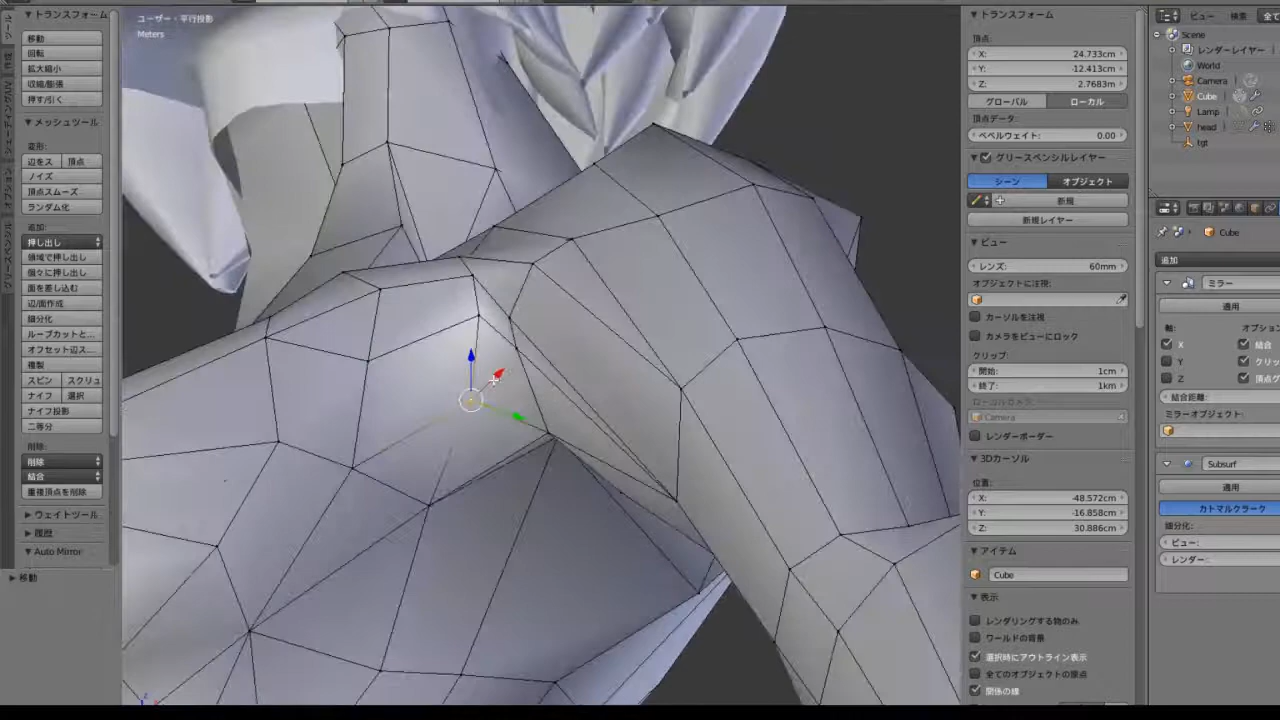 トランスフォーム
移動
回転
拡大縮小
収縮/膨張
押す/引く
メッシュツール
変形:
辺をス 頂点
ノイズ
頂点スムーズ
ランダム化
追加:
押し出し
領域で押し出し
個々に押し出し
面を差し込む
辺/面作成
細分化
ループカットと...
オフセット辺ス...
複製
スピン スクリュ
ナイフ 選択
ナイフ投影
二等分
削除:
削除
結合
重複頂点を削除
ウェイトツール
履歴
Auto Mirror
移動
ユーザー・平行投影
Meters
トランスフォーム
頂点:
X: 24.733cm
Y: -12.413cm
Z: 2.7683m
グローバル ローカル
頂点データ:
ベベルウェイト: 0.00
グリースペンシルレイヤー
シーン オブジェクト
新規
新規レイヤー
ビュー
レンズ: 60mm
オブジェクトに注視:
カーソルを注視
カメラをビューにロック
クリップ:
開始: 1cm
終了: 1km
ローカルカメラ:
Camera
レンダーボーダー
3Dカーソル
位置:
X: -48.572cm
Y: -16.858cm
Z: 30.886cm
アイテム
Cube
表示
レンダリングする物のみ
ワールドの背景
選択時にアウトライン表示
全てのオブジェクトの原点
関係の線
ビュー 検索 全て
Scene
レンダーレイヤー
World
Camera
Cube
Lamp
head
tgt
Cube
追加
ミラー
適用
軸: オプション
X 結合
Y クリッ
Z 頂点グ
結合距離:
ミラーオブジェクト:
Subsurf
適用
カトマルクラーク
細分化:
ビュー:
レンダー: